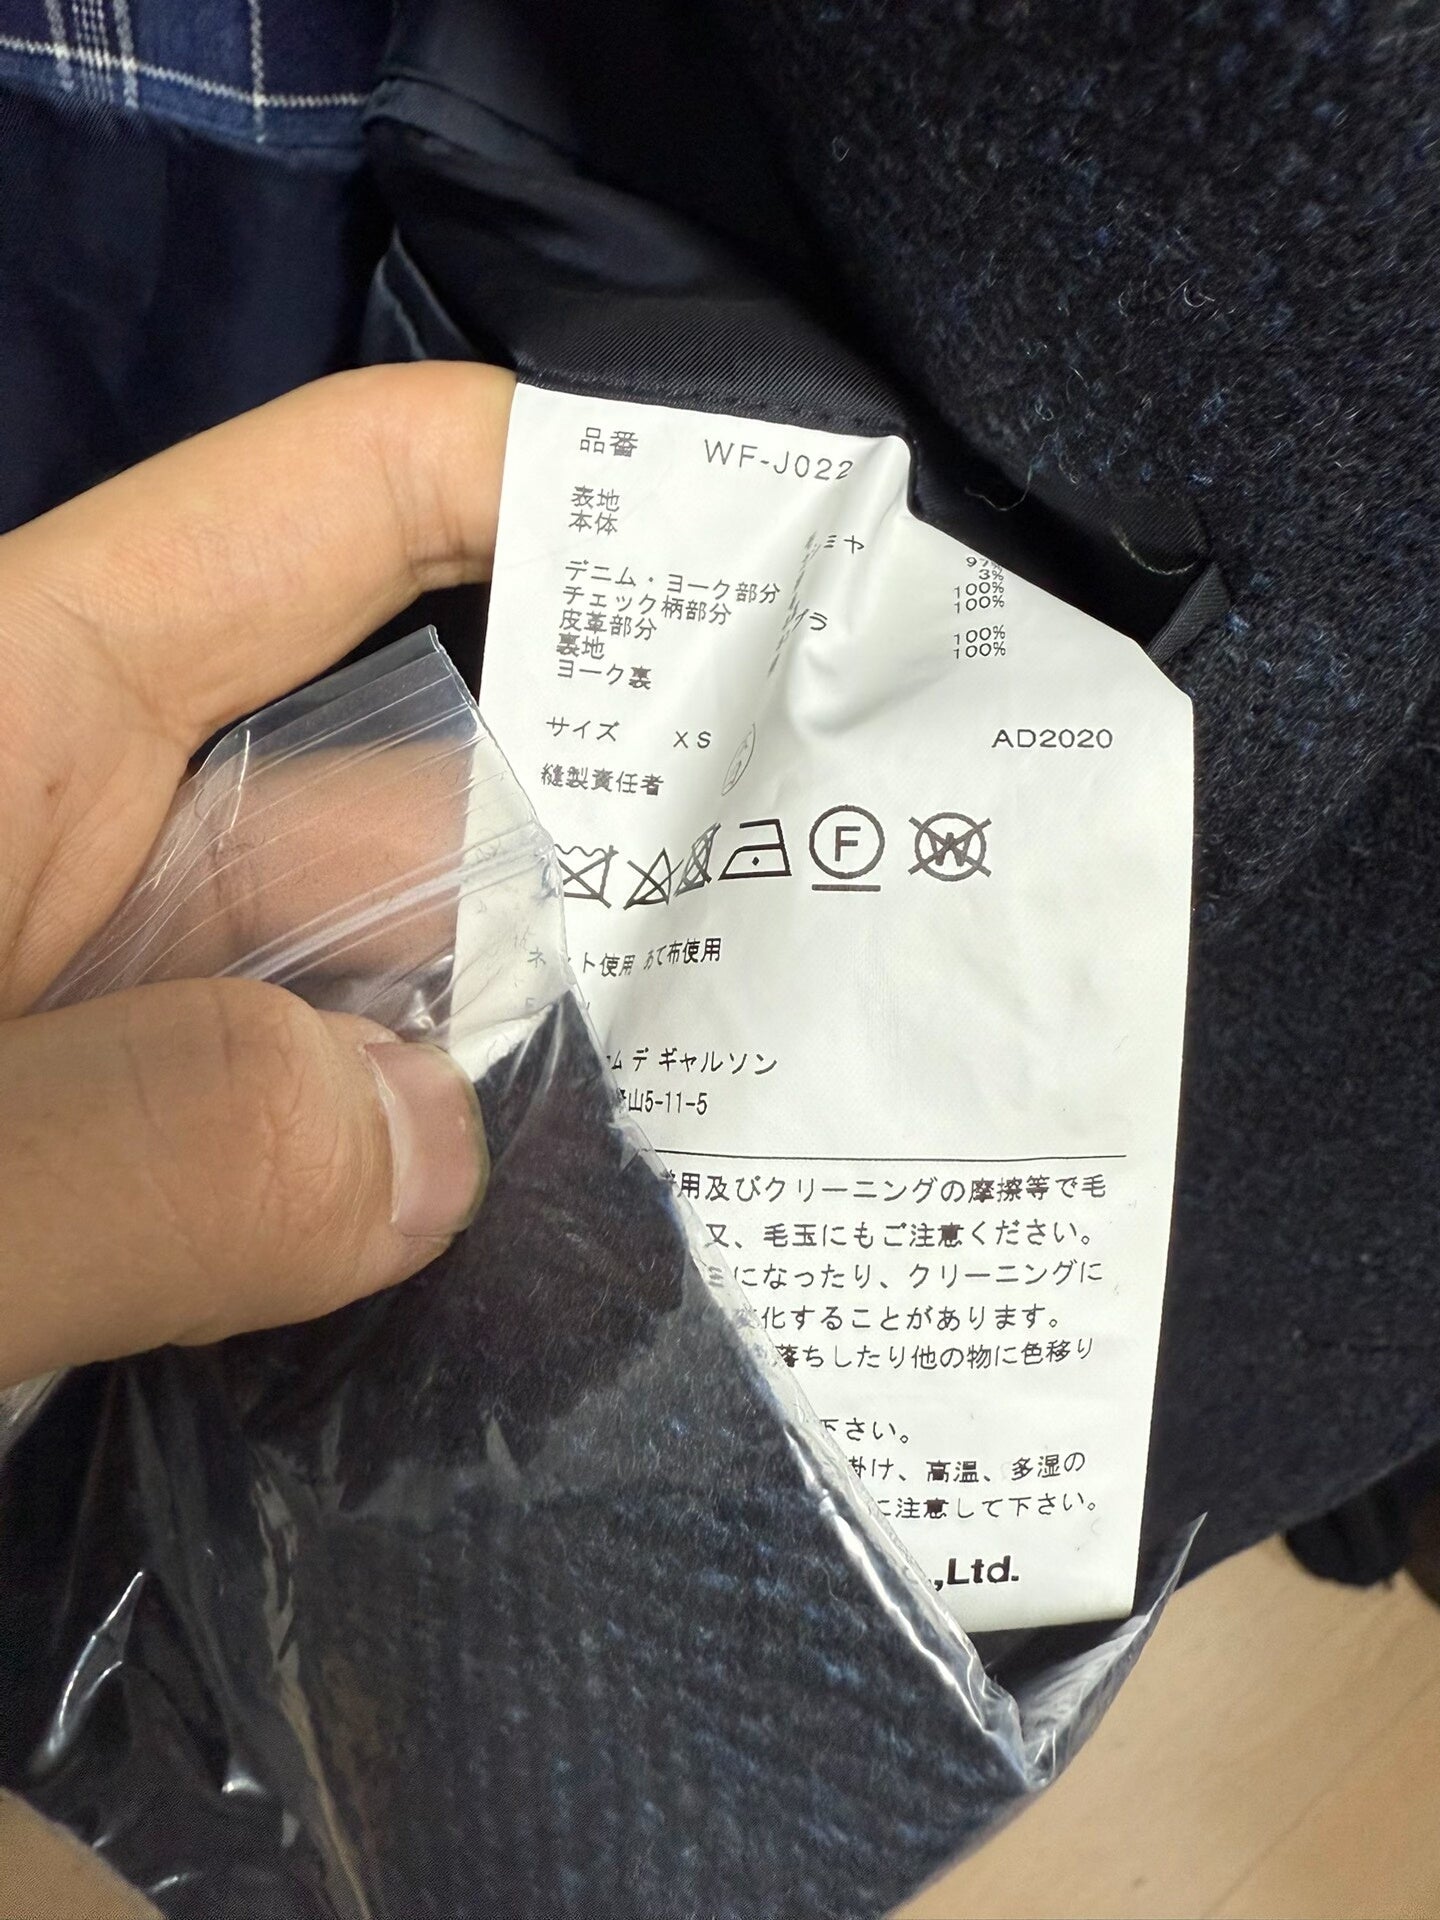 品番 WF-J022
表地
本体 ミヤ 97%
3%
デニム・ヨーク部分 100%
チェック柄部分 100%
皮革部分
裏地 100%
ヨーク裏 100%
サイズ XS AD2020
縫製責任者
F W
ト使用 あて布使用
ム デ ギャルソン
山5-11-5
用及びクリーニングの摩擦等で毛
又、毛玉にもご注意ください。
になったり、クリーニングに
化することがあります。
落ちしたり他の物に色移り
下さい。
掛け、高温、多湿の
に注意して下さい。
.,Ltd.